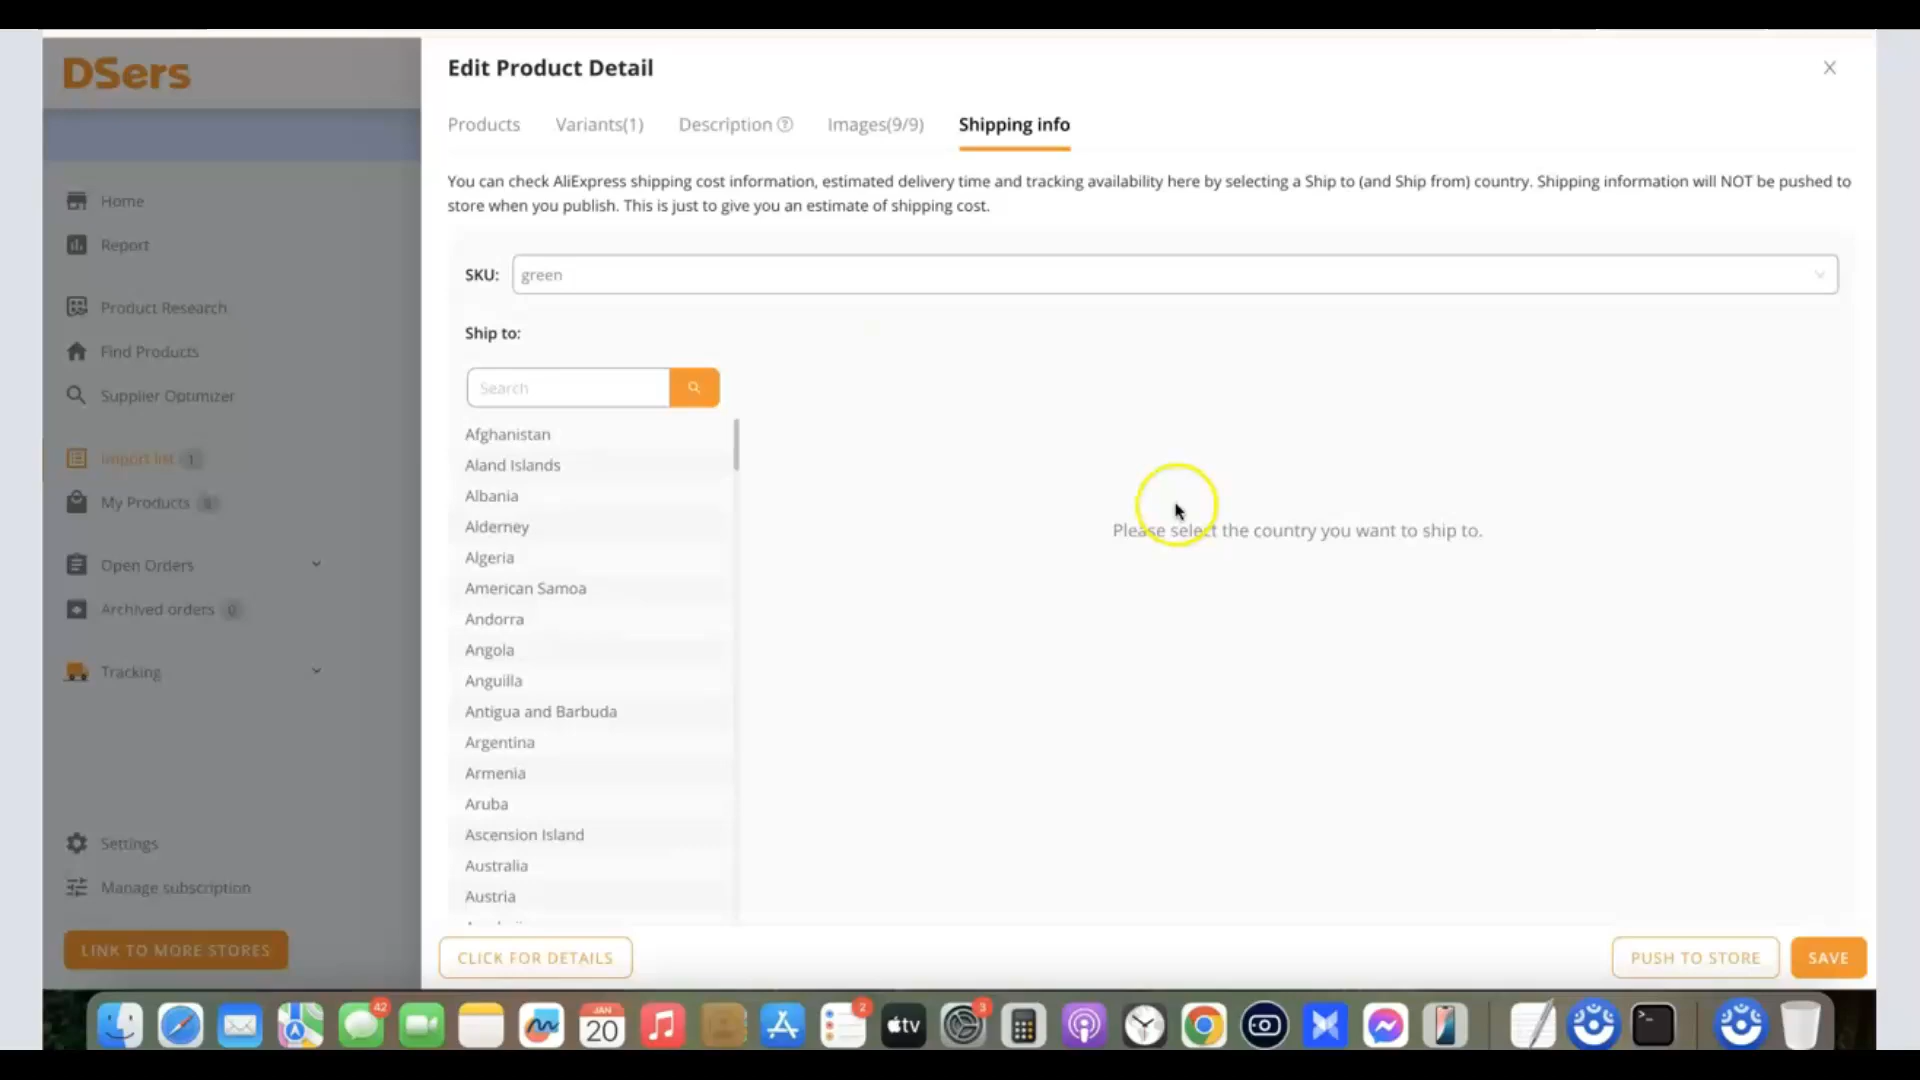 DSers
Edit Product Detail
Products
Variants(1)
Description
Images(9/9)
Shipping info
You can check AliExpress shipping cost information, estimated delivery time and tracking availability here by selecting a Ship to (and Ship from) country. Shipping information will NOT be pushed to
store when you publish. This is just to give you an estimate of shipping cost.
Home
Report
Product Research
Find Products
Supplier Optimizer
Import list 1
My Products
Open Orders
Archived orders 0
Tracking
Settings
Manage subscription
LINK TO MORE STORES
SKU: green
Ship to:
Search
Afghanistan
Aland Islands
Albania
Alderney
Algeria
American Samoa
Andorra
Angola
Anguilla
Antigua and Barbuda
Argentina
Armenia
Aruba
Ascension Island
Australia
Austria
Please select the country you want to ship to.
CLICK FOR DETAILS
PUSH TO STORE
SAVE
42
JAN
20
2
tv
3